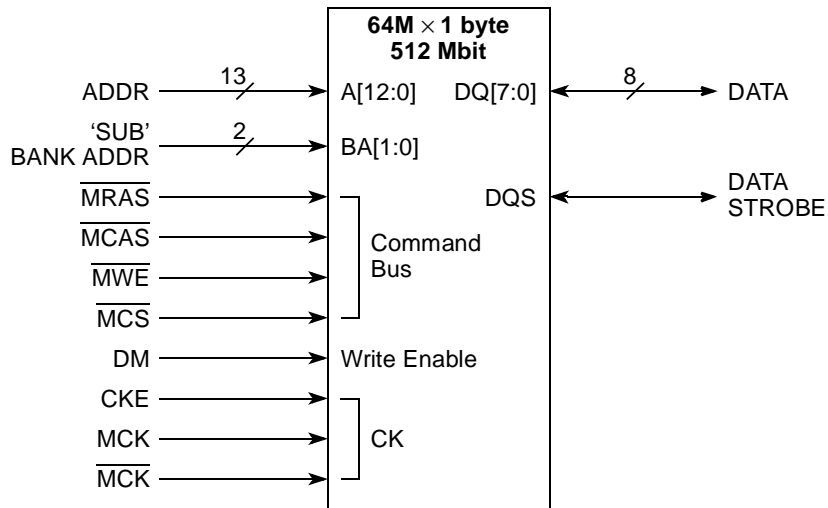 64M × 1 byte
512 Mbit
ADDR 13 A[12:0] DQ[7:0] 8 DATA
'SUB'
BANK ADDR 2 BA[1:0]
MRAS DQS DATA
STROBE
MCAS Command
Bus
MWE
MCS
DM Write Enable
CKE
MCK CK
MCK